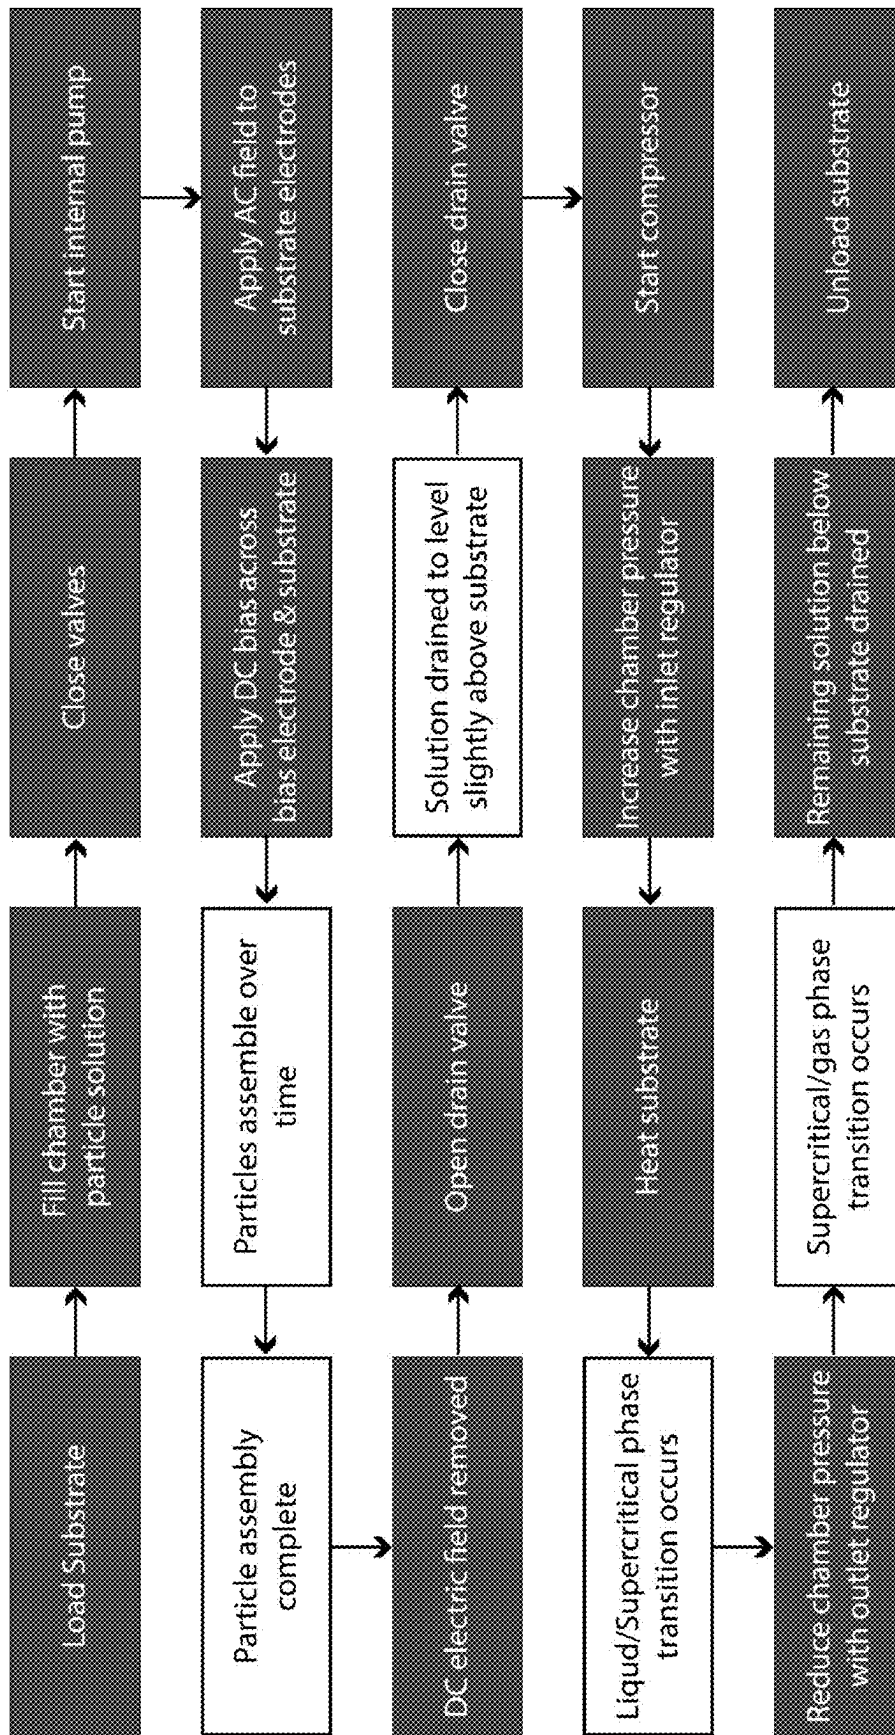 Load Substrate
Fill chamber with
particle solution
Close valves
Start internal pump
Apply AC field to
substrate electrodes
Apply DC bias across
bias electrode & substrate
Particles assemble over
time
Particle assembly
complete
DC electric field removed
Open drain valve
Solution drained to level
slightly above substrate
Close drain valve
Start compressor
Increase chamber pressure
with inlet regulator
Heat substrate
Liqud/Supercritical phase
transition occurs
Reduce chamber pressure
with outlet regulator
Supercritical/gas phase
transition occurs
Remaining solution below
substrate drained
Unload substrate